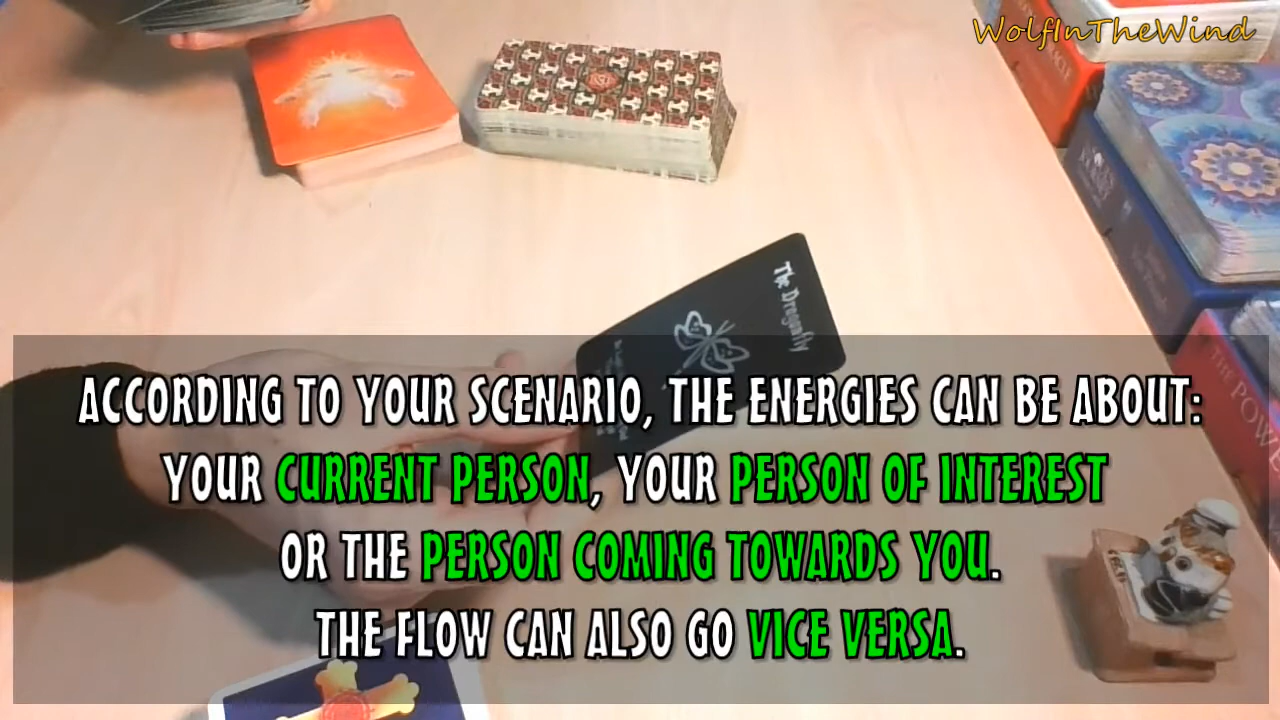 WolfInTheWind
The Dragonfly
ACCORDING TO YOUR SCENARIO, THE ENERGIES CAN BE ABOUT:
YOUR CURRENT PERSON, YOUR PERSON OF INTEREST
OR THE PERSON COMING TOWARDS YOU.
THE FLOW CAN ALSO GO VICE VERSA.